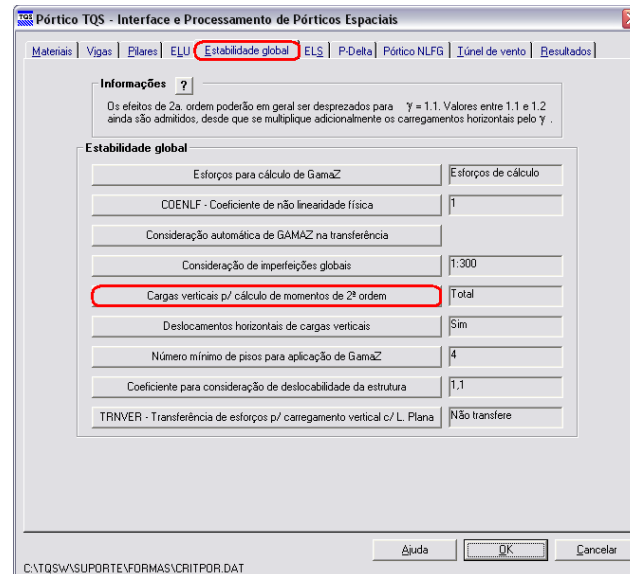 TQS Pórtico TQS - Interface e Processamento de Pórticos Espaciais
Materiais Vigas Pilares ELU Estabilidade global ELS P-Delta Pórtico NLFG Túnel de vento Resultados
Informações ?
Os efeitos de 2a. ordem poderão em geral ser desprezados para γ = 1.1. Valores entre 1.1 e 1.2
ainda são admitidos, desde que se multiplique adicionalmente os carregamentos horizontais pelo γ .
Estabilidade global
Esforços para cálculo de GamaZ Esforços de cálculo
COENLF - Coeficiente de não linearidade física 1
Consideração automática de GAMAZ na transferência
Consideração de imperfeições globais 1:300
Cargas verticais p/ cálculo de momentos de 2ª ordem Total
Deslocamentos horizontais de cargas verticais Sim
Número mínimo de pisos para aplicação de GamaZ 4
Coeficiente para consideração de deslocabilidade da estrutura 1,1
TRNVER - Transferência de esforços p/ carregamento vertical c/ L. Plana Não transfere
Ajuda OK Cancelar
C:\TQSW\SUPORTE\FORMAS\CRITPOR.DAT